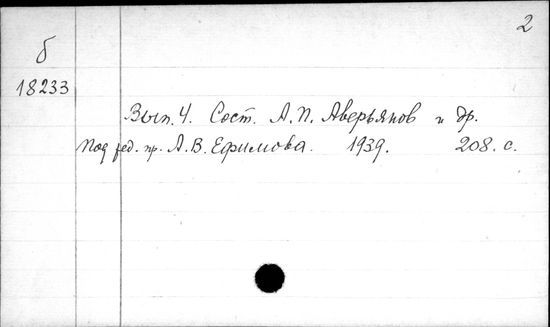 2
б
18233
Вып. 4. Сост. А.П. Аверьянов и др.
Под ред. пр. А.В. Ефимова. 1939. 208. с.